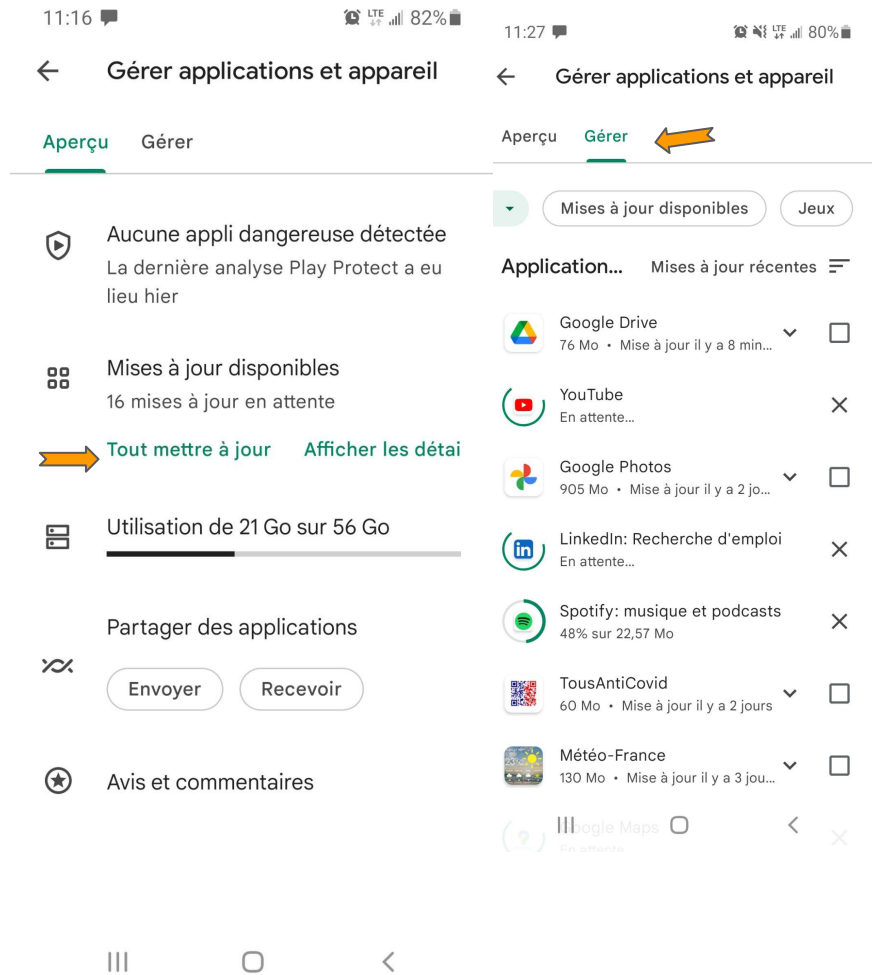 11:16
LTE
82%
Gérer applications et appareil
Aperçu
Gérer
Aucune appli dangereuse détectée
La dernière analyse Play Protect a eu
lieu hier
Mises à jour disponibles
16 mises à jour en attente
Tout mettre à jour
Afficher les détai
Utilisation de 21 Go sur 56 Go
Partager des applications
Envoyer
Recevoir
Avis et commentaires
11:27
LTE
80%
Gérer applications et appareil
Aperçu
Gérer
Mises à jour disponibles
Jeux
Application...
Mises à jour récentes
Google Drive
76 Mo • Mise à jour il y a 8 min...
YouTube
En attente...
Google Photos
905 Mo • Mise à jour il y a 2 jo...
LinkedIn: Recherche d'emploi
En attente...
Spotify: musique et podcasts
48% sur 22,57 Mo
TousAntiCovid
60 Mo • Mise à jour il y a 2 jours
Météo-France
130 Mo • Mise à jour il y a 3 jou...
Google Maps
En attente